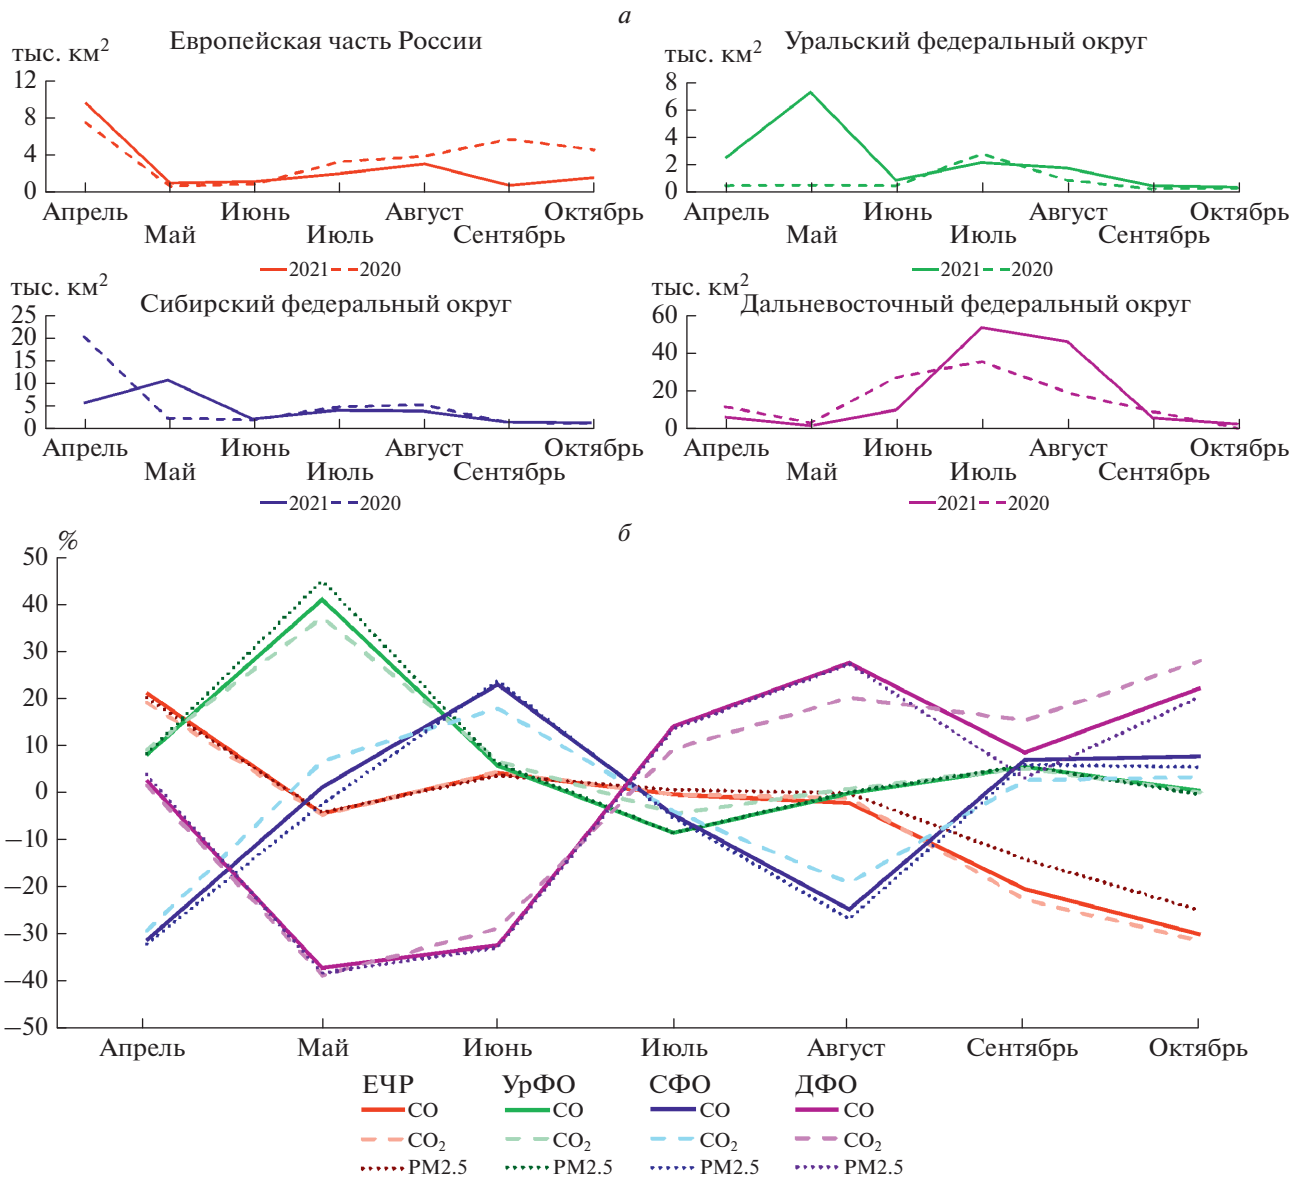 а
Европейская часть России
тыс. км²
12
8
4
0
Апрель Июнь Август Октябрь
Май Июль Сентябрь
2021 2020
Уральский федеральный округ
тыс. км²
8
6
4
2
0
Апрель Июнь Август Октябрь
Май Июль Сентябрь
2021 2020
Сибирский федеральный округ
тыс. км²
25
20
15
10
5
0
Апрель Июнь Август Октябрь
Май Июль Сентябрь
2021 2020
Дальневосточный федеральный округ
тыс. км²
60
40
20
0
Апрель Июнь Август Октябрь
Май Июль Сентябрь
2021 2020
б
%
50
40
30
20
10
0
−10
−20
−30
−40
−50
Апрель Май Июнь Июль Август Сентябрь Октябрь
ЕЧР УрФО СФО ДФО
CO CO CO CO
CO₂ CO₂ CO₂ CO₂
PM2.5 PM2.5 PM2.5 PM2.5